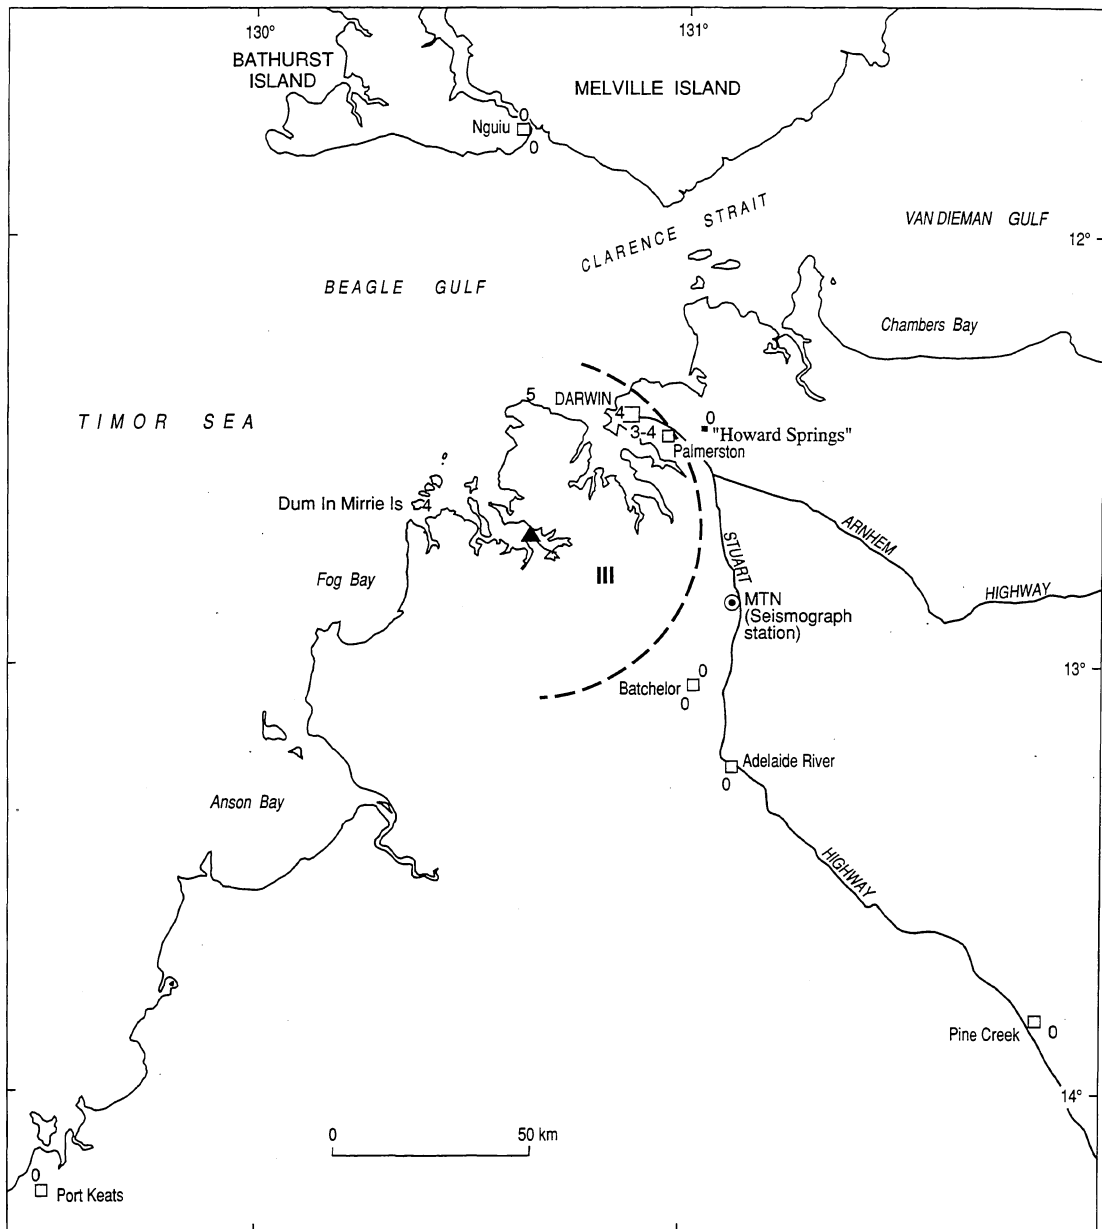 130°
131°
BATHURST
ISLAND
MELVILLE ISLAND
0
Nguiu
0
CLARENCE STRAIT
VAN DIEMAN GULF
12°
BEAGLE GULF
Chambers Bay
TIMOR SEA
5
DARWIN
4
0
3-4
"Howard Springs"
Palmerston
Dum In Mirrie Is
4
ARNHEM
STUART
Fog Bay
III
HIGHWAY
MTN
(Seismograph
station)
13°
0
Batchelor
0
Adelaide River
0
Anson Bay
HIGHWAY
Pine Creek
0
14°
0 50 km
0
Port Keats